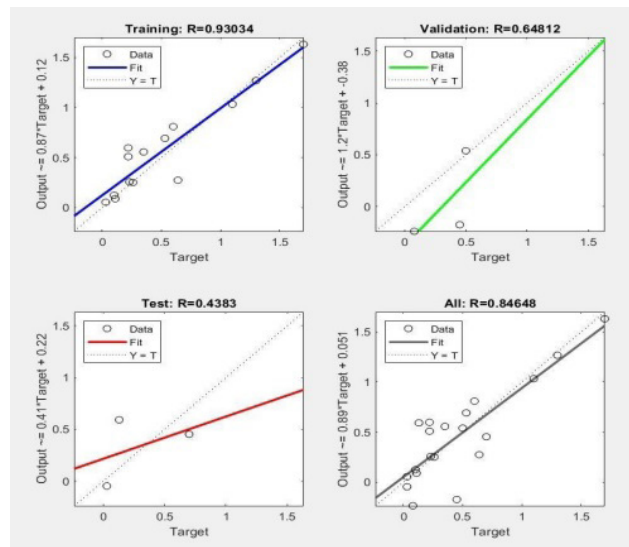 Training: R=0.93034
Output ~= 0.87*Target + 0.12
1.5
1
0.5
0
Data
Fit
Y = T
0 0.5 1 1.5
Target
Validation: R=0.64812
Output ~= 1.2*Target + -0.38
1.5
1
0.5
0
Data
Fit
Y = T
0 0.5 1 1.5
Target
Test: R=0.4383
Output ~= 0.41*Target + 0.22
1.5
1
0.5
0
Data
Fit
Y = T
0 0.5 1 1.5
Target
All: R=0.84648
Output ~= 0.89*Target + 0.051
1.5
1
0.5
0
Data
Fit
Y = T
0 0.5 1 1.5
Target